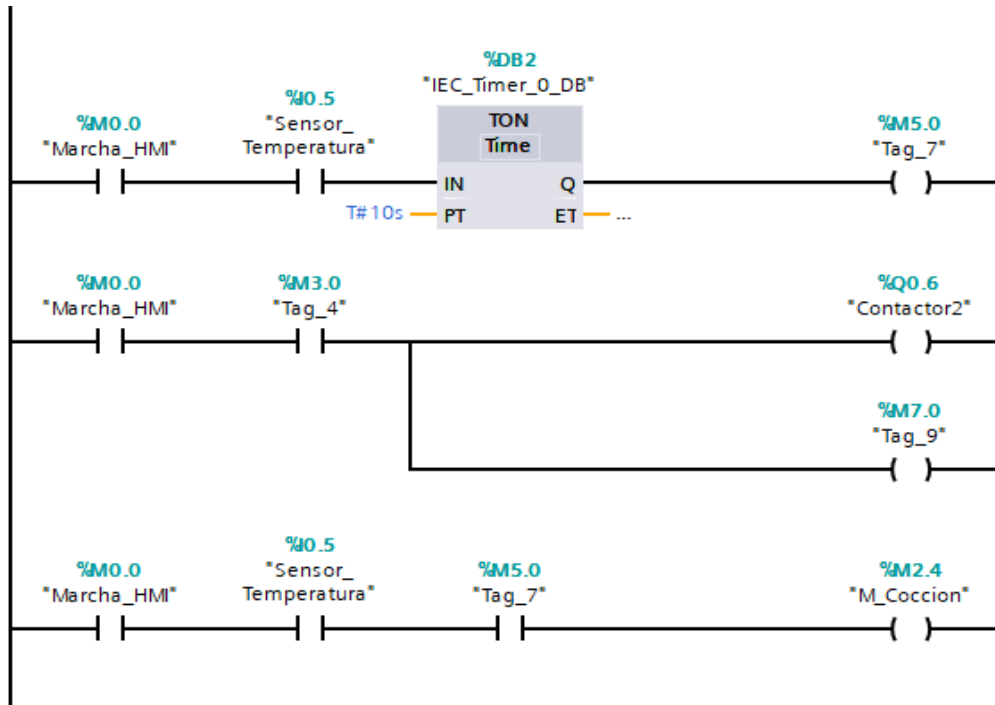 %DB2
"IEC_Timer_0_DB"
%M0.0
"Marcha_HMI"
%I0.5
"Sensor_
Temperatura"
TON
Time
%M5.0
"Tag_7"
IN
Q
T#10s
PT
ET
...
%M0.0
"Marcha_HMI"
%M3.0
"Tag_4"
%Q0.6
"Contactor2"
%M7.0
"Tag_9"
%M0.0
"Marcha_HMI"
%I0.5
"Sensor_
Temperatura"
%M5.0
"Tag_7"
%M2.4
"M_Coccion"